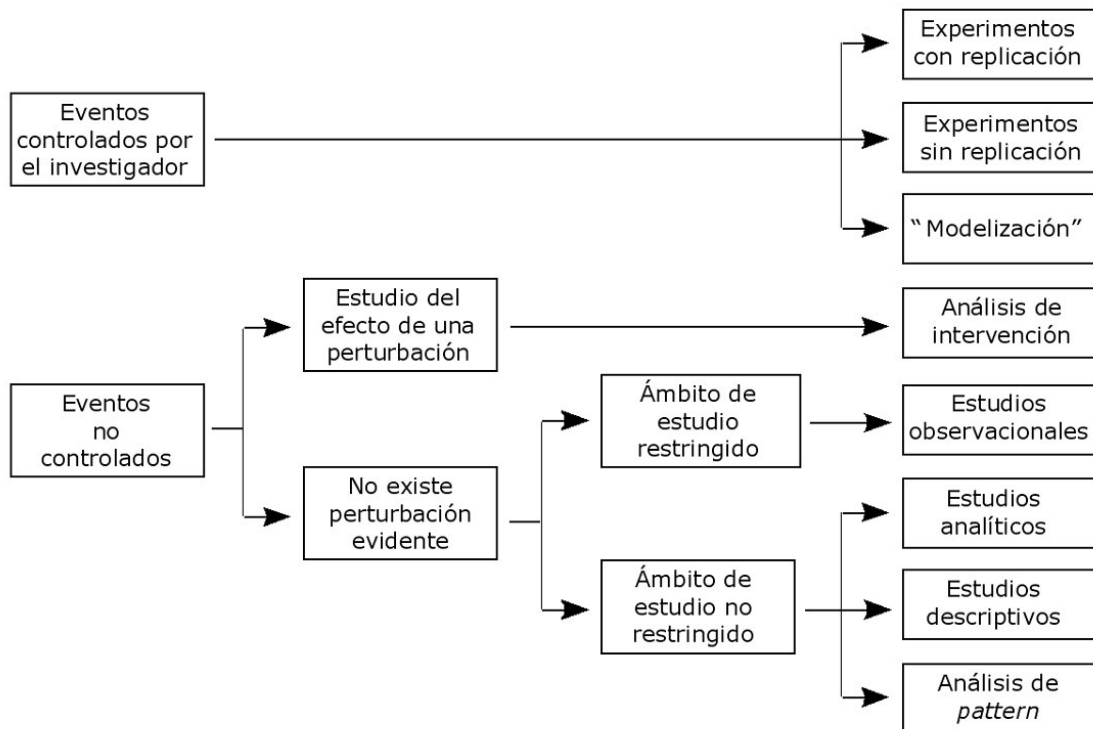 Experimentos
con replicación
Eventos
controlados por
el investigador
Experimentos
sin replicación
“Modelización”
Estudio del
efecto de una
perturbación
Análisis de
intervención
Eventos
no
controlados
Ámbito de
estudio
restringido
Estudios
observacionales
No existe
perturbación
evidente
Estudios
analíticos
Ámbito de
estudio no
restringido
Estudios
descriptivos
Análisis de
pattern